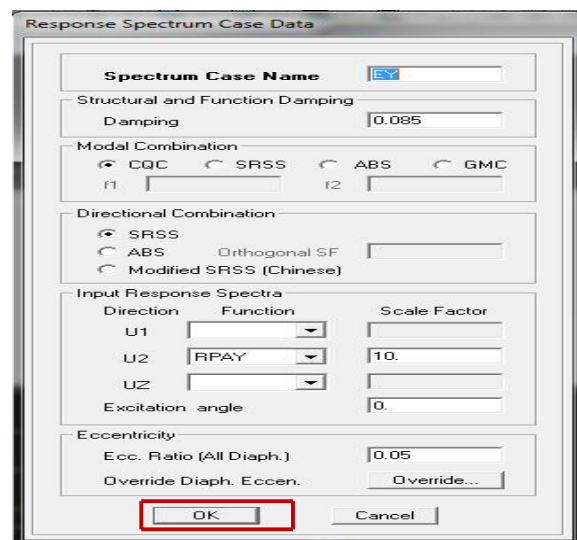 Response Spectrum Case Data
Spectrum Case Name EY
Structural and Function Damping
Damping 0.085
Modal Combination
CQC SRSS ABS GMC
f1 f2
Directional Combination
SRSS
ABS Orthogonal SF
Modified SRSS (Chinese)
Input Response Spectra
Direction Function Scale Factor
U1
U2 RPAY 10.
UZ
Excitation angle 0.
Eccentricity
Ecc. Ratio (All Diaph.) 0.05
Override Diaph. Eccen. Override...
OK Cancel